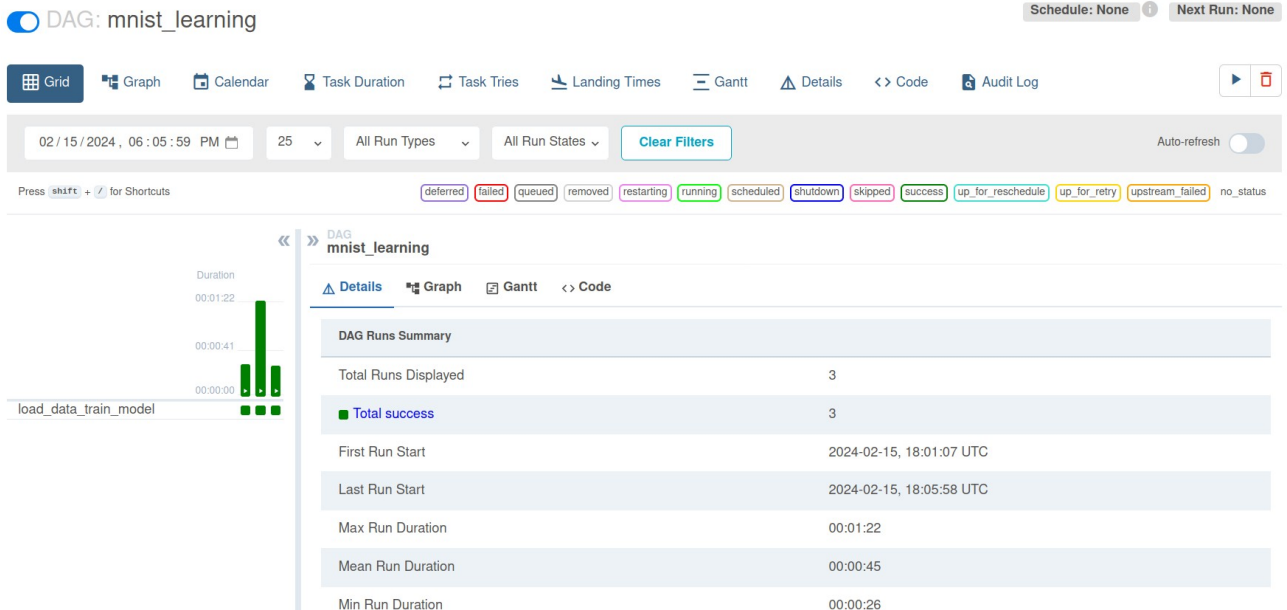 DAG: mnist_learning
Schedule: None
Next Run: None
Grid
Graph
Calendar
Task Duration
Task Tries
Landing Times
Gantt
Details
Code
Audit Log
02/15/2024, 06:05:59 PM
25
All Run Types
All Run States
Clear Filters
Auto-refresh
Press shift + / for Shortcuts
deferred
failed
queued
removed
restarting
running
scheduled
shutdown
skipped
success
up_for_reschedule
up_for_retry
upstream_failed
no_status
Duration
00:01:22
00:00:41
00:00:00
load_data_train_model
DAG
mnist_learning
Details
Graph
Gantt
Code
DAG Runs Summary
Total Runs Displayed 3
Total success 3
First Run Start 2024-02-15, 18:01:07 UTC
Last Run Start 2024-02-15, 18:05:58 UTC
Max Run Duration 00:01:22
Mean Run Duration 00:00:45
Min Run Duration 00:00:26